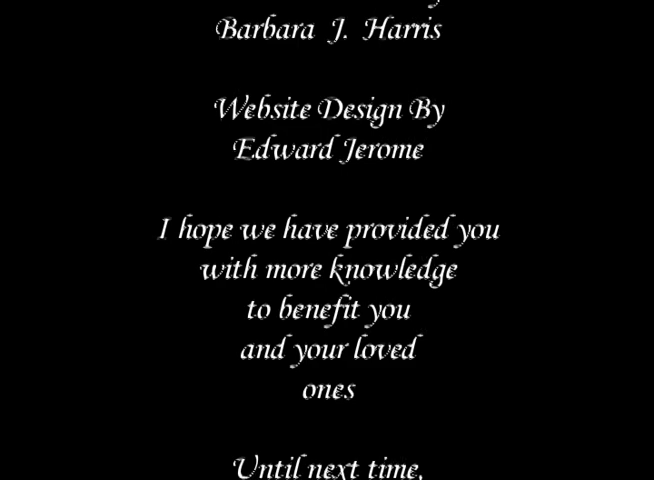 Barbara J. Harris
Website Design By
Edward Jerome
I hope we have provided you
with more knowledge
to benefit you
and your loved
ones
Until next time,